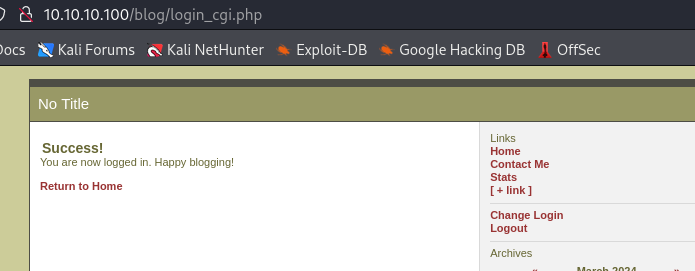 10.10.10.100/blog/login_cgi.php
Docs Kali Forums Kali NetHunter Exploit-DB Google Hacking DB OffSec
No Title
Success!
You are now logged in. Happy blogging!
Return to Home
Links
Home
Contact Me
Stats
[ + link ]
Change Login
Logout
Archives
March 2024